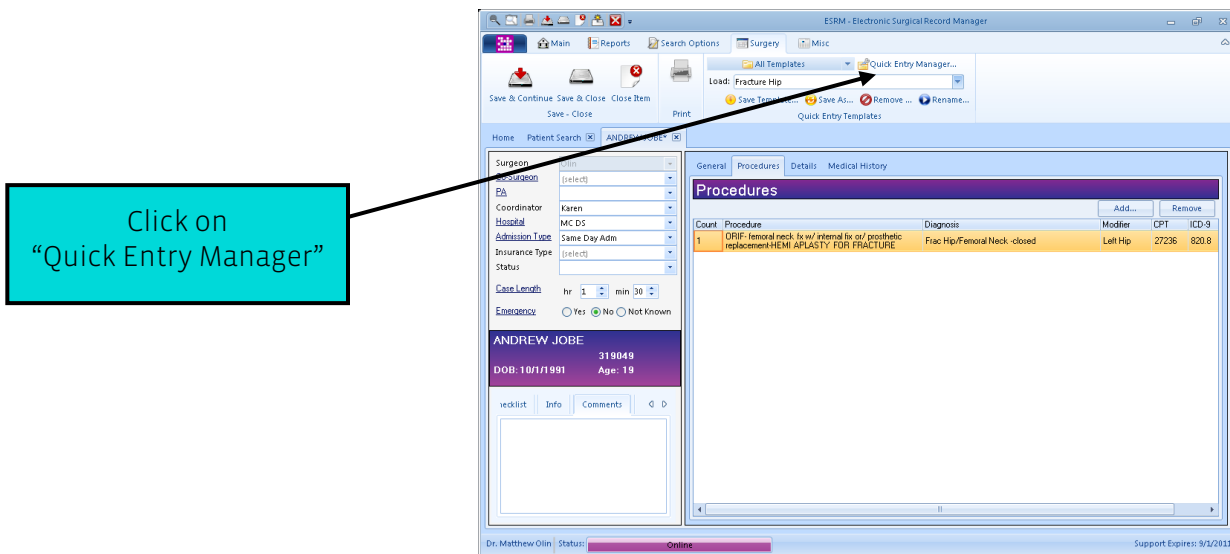 ESRM - Electronic Surgical Record Manager
Main Reports Search Options Surgery Misc
All Templates Quick Entry Manager...
Load: Fracture Hip
Save & Continue Save & Close Close Item
Save Template... Save As... Remove ... Rename...
Save - Close Print Quick Entry Templates
Home Patient Search ANDREW JOBE*
Click on
“Quick Entry Manager”
Surgeon Olin
Co-Surgeon (select)
PA
Coordinator Karen
Hospital MC DS
Admission Type Same Day Adm
Insurance Type (select)
Status
Case Length hr 1 min 30
Emergency Yes No Not Known
ANDREW JOBE
319049
DOB: 10/1/1991 Age: 19
hecklist Info Comments
General Procedures Details Medical History
Procedures
Add... Remove
Count Procedure Diagnosis Modifier CPT ICD-9
1 ORIF- femoral neck fx w/ internal fix or/ prosthetic
replacement-HEMI APLASTY FOR FRACTURE Frac Hip/Femoral Neck -closed Left Hip 27236 820.8
Dr. Matthew Olin Status: Online Support Expires: 9/1/2011